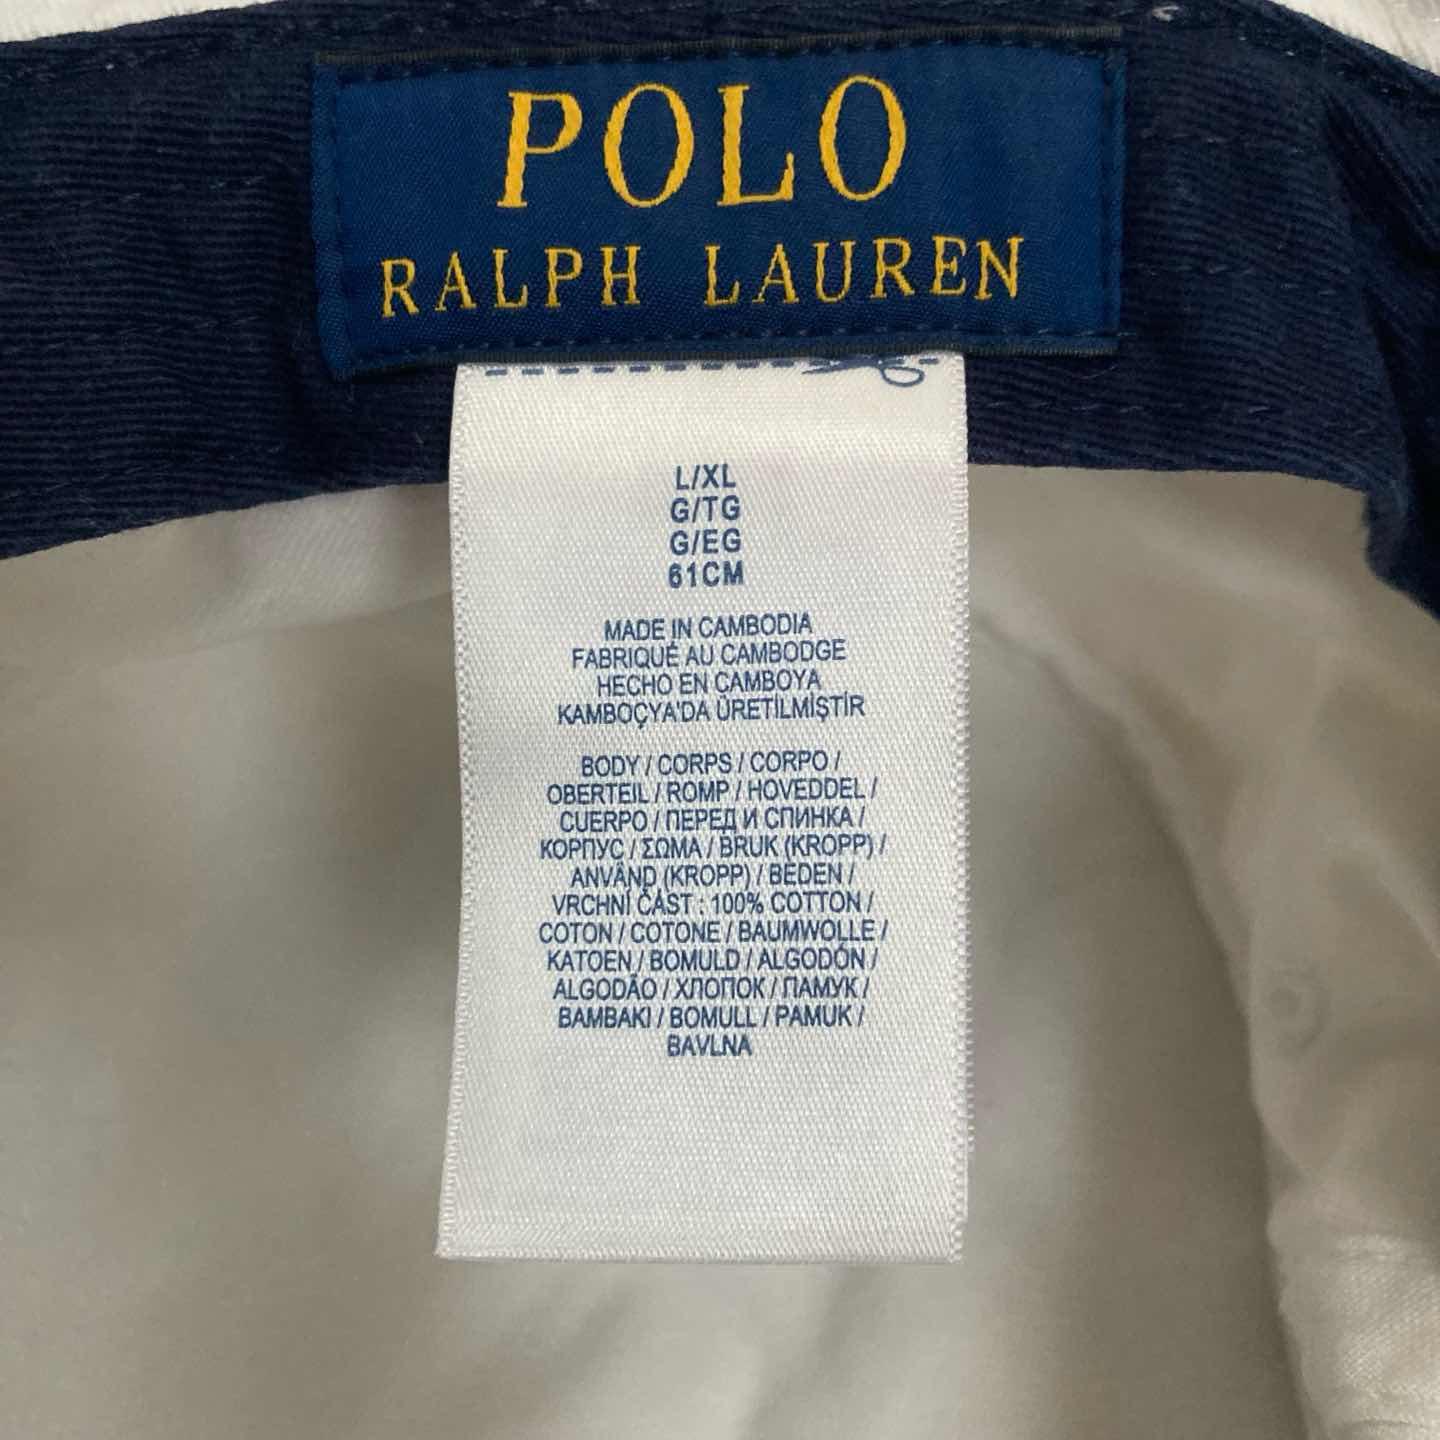 POLO
RALPH LAUREN
L/XL
G/TG
G/EG
61CM
MADE IN CAMBODIA
FABRIQUÉ AU CAMBODGE
HECHO EN CAMBOYA
KAMBOÇYA'DA ÜRETİLMİŞTİR
BODY / CORPS / CORPO /
OBERTEIL / ROMP / HOVEDDEL /
CUERPO / ПЕРЕД И СПИНКА /
КОРПУС / ΣΩΜΑ / BRUK (KROPP) /
ANVÄND (KROPP) / BEDEN /
VRCHNÍ ČÁST : 100% COTTON /
COTON / COTONE / BAUMWOLLE /
KATOEN / BOMULD / ALGODÓN /
ALGODÃO / ХЛОПОК / ПАМУК /
ΒΑΜΒΑΚΙ / BOMULL / PAMUK /
BAVLNA